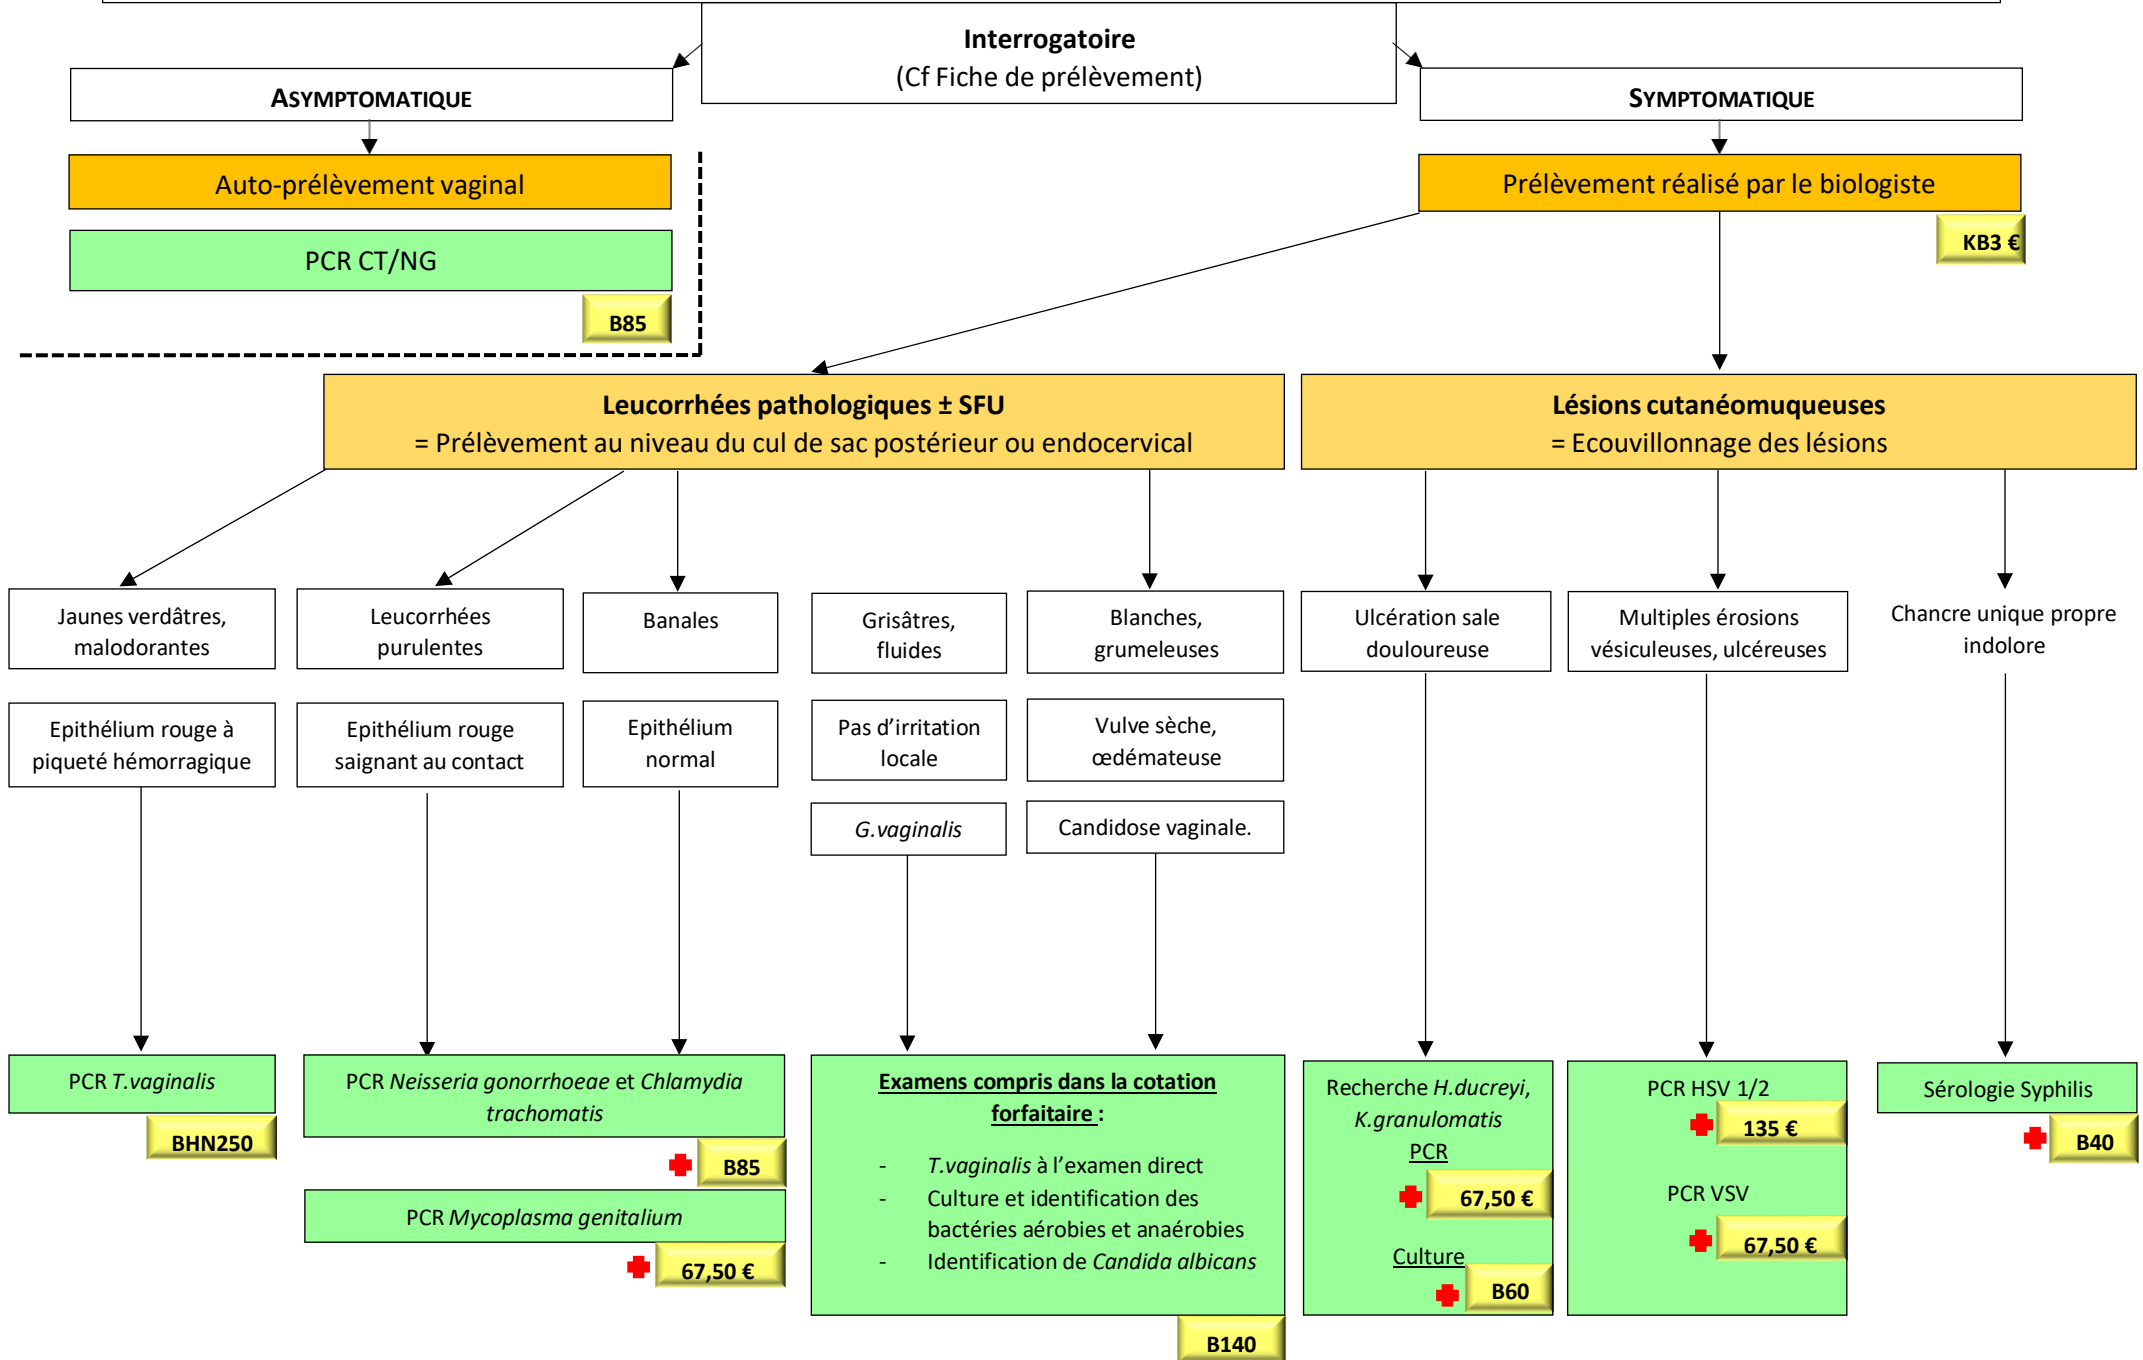 Interrogatoire
(Cf Fiche de prélèvement)
ASYMPTOMATIQUE
SYMPTOMATIQUE
Auto-prélèvement vaginal
Prélèvement réalisé par le biologiste
KB3 €
PCR CT/NG
B85
Leucorrhées pathologiques ± SFU
= Prélèvement au niveau du cul de sac postérieur ou endocervical
Lésions cutanéomuqueuses
= Ecouvillonnage des lésions
Jaunes verdâtres,
malodorantes
Leucorrhées
purulentes
Banales
Grisâtres,
fluides
Blanches,
grumeleuses
Ulcération sale
douloureuse
Multiples érosions
vésiculeuses, ulcéreuses
Chancre unique propre
indolore
Epithélium rouge à
piqueté hémorragique
Epithélium rouge
saignant au contact
Epithélium
normal
Pas d’irritation
locale
Vulve sèche,
œdémateuse
G.vaginalis
Candidose vaginale.
PCR T.vaginalis
BHN250
PCR Neisseria gonorrhoeae et Chlamydia
trachomatis
B85
PCR Mycoplasma genitalium
67,50 €
Examens compris dans la cotation
forfaitaire :
- T.vaginalis à l’examen direct
- Culture et identification des
bactéries aérobies et anaérobies
- Identification de Candida albicans
B140
Recherche H.ducreyi,
K.granulomatis
PCR
67,50 €
Culture
B60
PCR HSV 1/2
135 €
PCR VSV
67,50 €
Sérologie Syphilis
B40